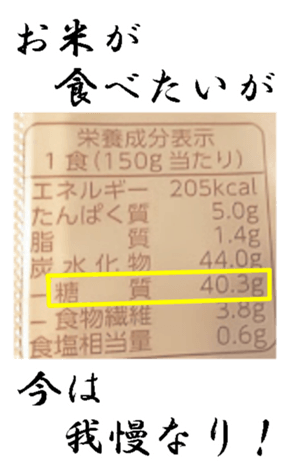 お米が
食べたいが
栄養成分表示
1食(150g当たり)
エネルギー 205kcal
たんぱく質 5.0g
脂質 1.4g
炭水化物 44.0g
－糖質 40.3g
－食物繊維 3.8g
食塩相当量 0.6g
今は
我慢なり!